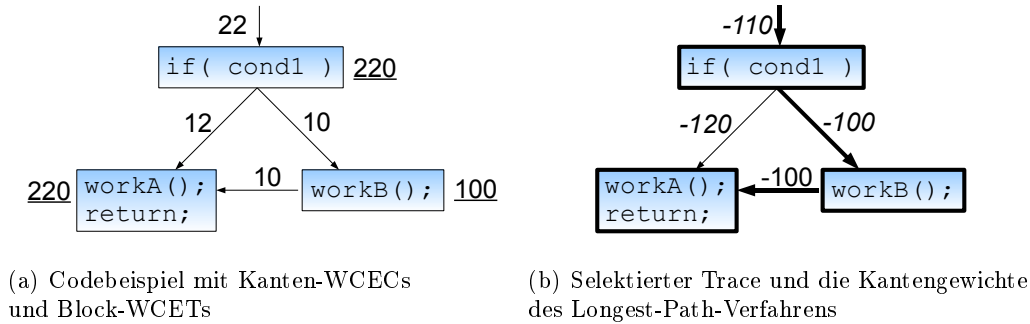 22
if( cond1 ) 220
12 10
220 workA();
return;
10
workB(); 100
(a) Codebeispiel mit Kanten-WCECs
und Block-WCETs
-110
if( cond1 )
-120 -100
workA();
return;
-100
workB();
(b) Selektierter Trace und die Kantengewichte
des Longest-Path-Verfahrens